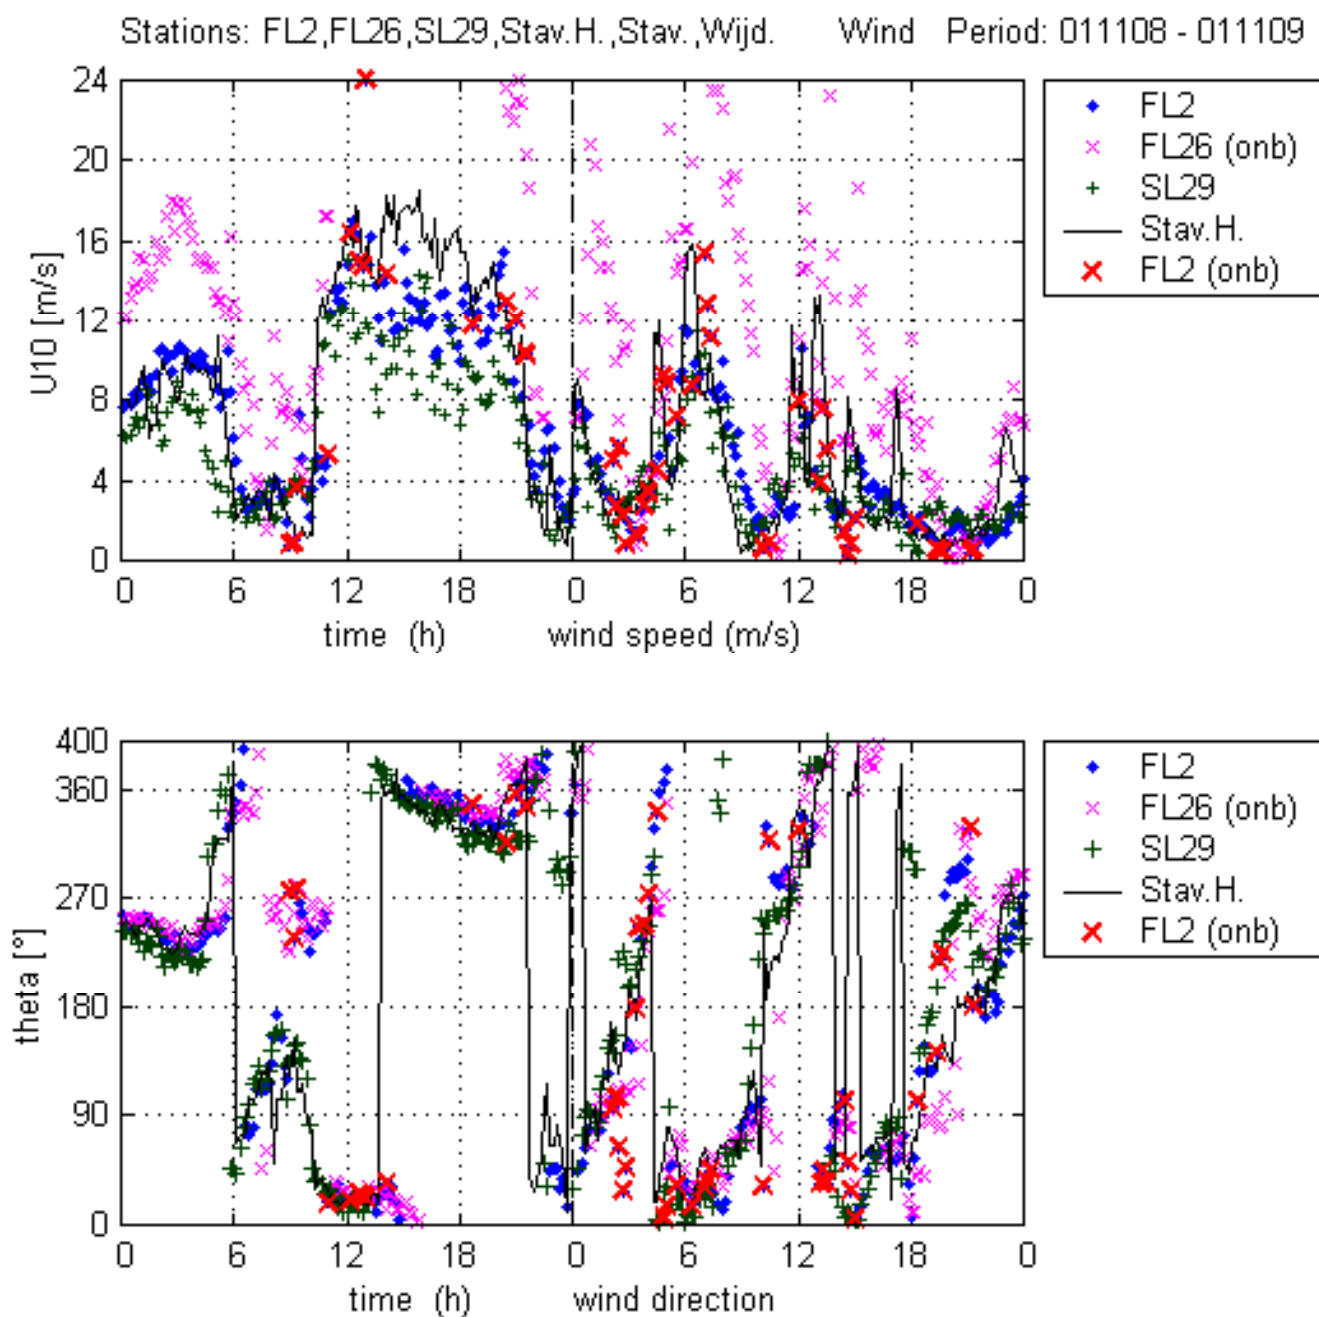 Stations: FL2,FL26,SL29,Stav.H.,Stav.,Wijd. Wind Period: 011108 - 011109
24
20
16
12
8
4
0
U10 [m/s]
0 6 12 18 0 6 12 18 0
time (h) wind speed (m/s)
FL2
FL26 (onb)
SL29
Stav.H.
FL2 (onb)
400
360
270
180
90
0
theta [°]
0 6 12 18 0 6 12 18 0
time (h) wind direction
FL2
FL26 (onb)
SL29
Stav.H.
FL2 (onb)